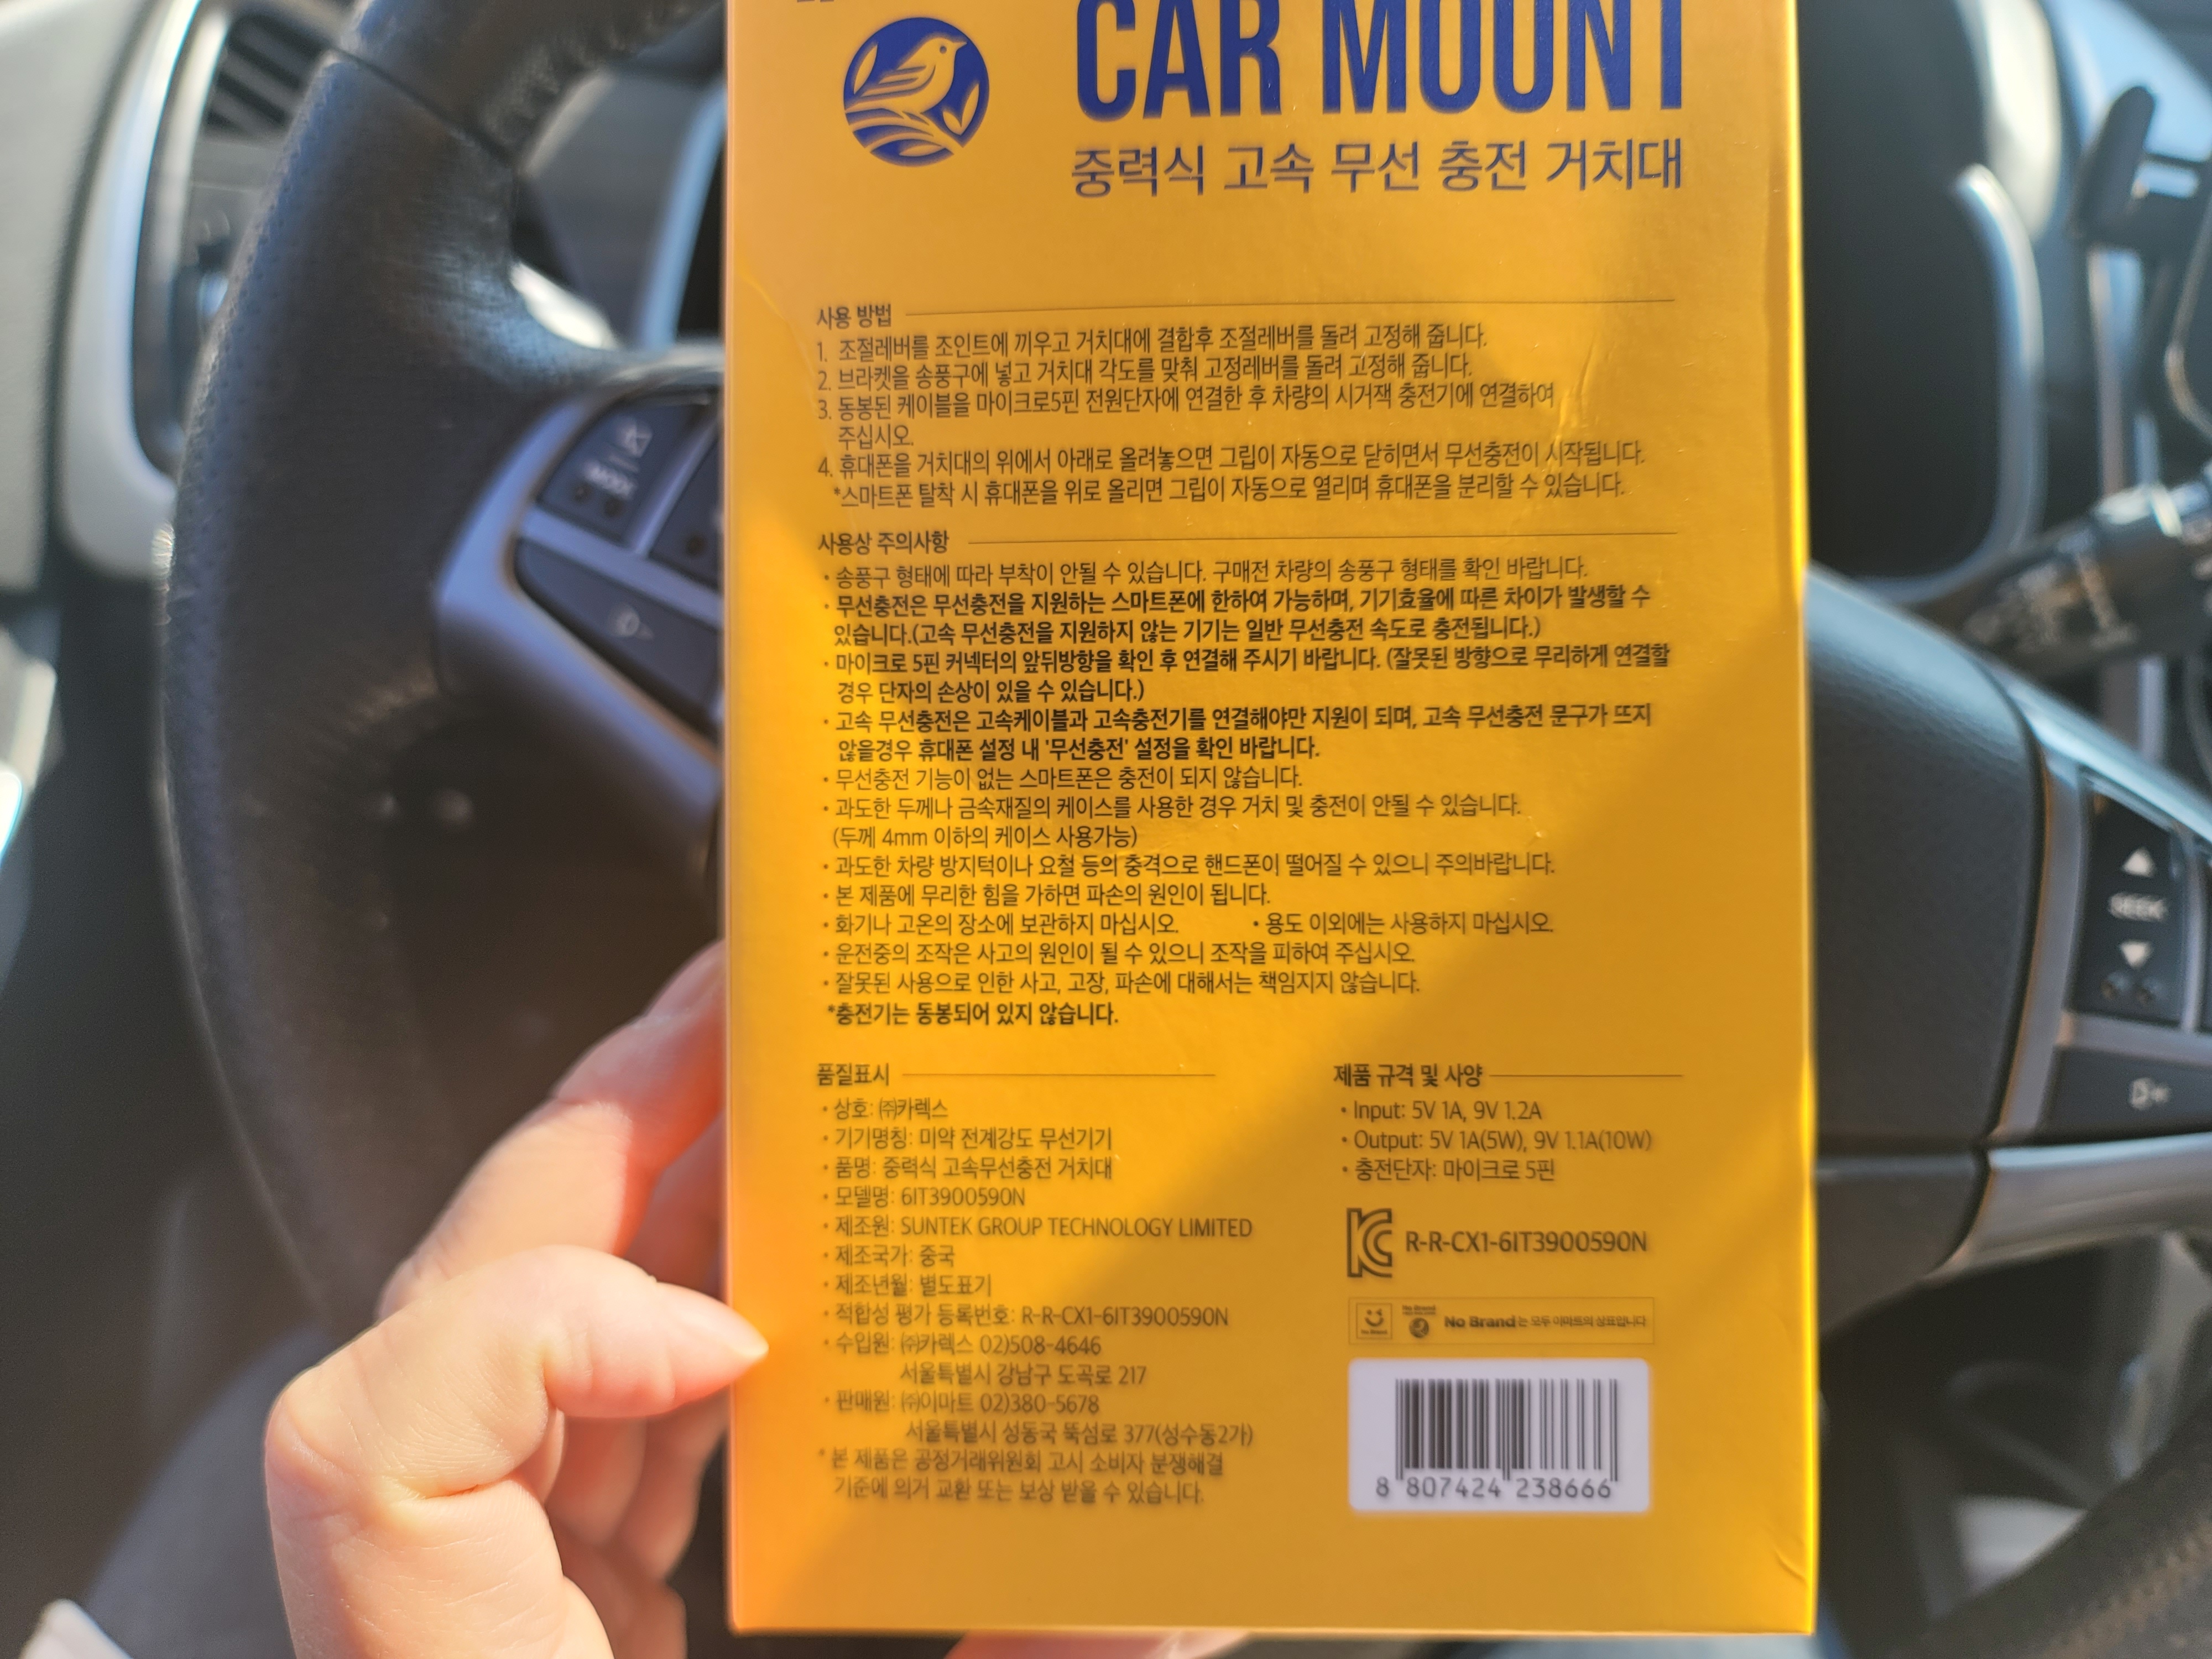 CAR MOUNT
중력식 고속 무선 충전 거치대
사용 방법
1. 조절레버를 조인트에 끼우고 거치대에 결합후 조절레버를 돌려 고정해 줍니다.
2. 브라켓을 송풍구에 넣고 거치대 각도를 맞춰 고정레버를 돌려 고정해 줍니다.
3. 동봉된 케이블을 마이크로5핀 전원단자에 연결한 후 차량의 시거잭 충전기에 연결하여
주십시오.
4. 휴대폰을 거치대의 위에서 아래로 올려놓으면 그립이 자동으로 닫히면서 무선충전이 시작됩니다.
*스마트폰 탈착 시 휴대폰을 위로 올리면 그립이 자동으로 열리며 휴대폰을 분리할 수 있습니다.
사용상 주의사항
• 송풍구 형태에 따라 부착이 안될 수 있습니다. 구매전 차량의 송풍구 형태를 확인 바랍니다.
• 무선충전은 무선충전을 지원하는 스마트폰에 한하여 가능하며, 기기효율에 따른 차이가 발생할 수
있습니다.(고속 무선충전을 지원하지 않는 기기는 일반 무선충전 속도로 충전됩니다.)
• 마이크로 5핀 커넥터의 앞뒤방향을 확인 후 연결해 주시기 바랍니다. (잘못된 방향으로 무리하게 연결할
경우 단자의 손상이 있을 수 있습니다.)
• 고속 무선충전은 고속케이블과 고속충전기를 연결해야만 지원이 되며, 고속 무선충전 문구가 뜨지
않을경우 휴대폰 설정 내 '무선충전' 설정을 확인 바랍니다.
• 무선충전 기능이 없는 스마트폰은 충전이 되지 않습니다.
• 과도한 두께나 금속재질의 케이스를 사용한 경우 거치 및 충전이 안될 수 있습니다.
(두께 4mm 이하의 케이스 사용가능)
• 과도한 차량 방지턱이나 요철 등의 충격으로 핸드폰이 떨어질 수 있으니 주의바랍니다.
• 본 제품에 무리한 힘을 가하면 파손의 원인이 됩니다.
• 화기나 고온의 장소에 보관하지 마십시오. • 용도 이외에는 사용하지 마십시오.
• 운전중의 조작은 사고의 원인이 될 수 있으니 조작을 피하여 주십시오.
• 잘못된 사용으로 인한 사고, 고장, 파손에 대해서는 책임지지 않습니다.
*충전기는 동봉되어 있지 않습니다.
품질표시
• 상호: ㈜카렉스
• 기기명칭: 미약 전계강도 무선기기
• 품명: 중력식 고속무선충전 거치대
• 모델명: 6IT3900590N
• 제조원: SUNTEK GROUP TECHNOLOGY LIMITED
• 제조국가: 중국
• 제조년월: 별도표기
• 적합성 평가 등록번호: R-R-CX1-6IT3900590N
• 수입원: ㈜카렉스 02)508-4646
서울특별시 강남구 도곡로 217
• 판매원: ㈜이마트 02)380-5678
서울특별시 성동국 뚝섬로 377(성수동2가)
* 본 제품은 공정거래위원회 고시 소비자 분쟁해결
기준에 의거 교환 또는 보상 받을 수 있습니다.
제품 규격 및 사양
• Input: 5V 1A, 9V 1.2A
• Output: 5V 1A(5W), 9V 1.1A(10W)
• 충전단자: 마이크로 5핀
R-R-CX1-6IT3900590N
No Brand는 모두 이마트의 상표입니다
8 807424 238666
MODE
SEEK